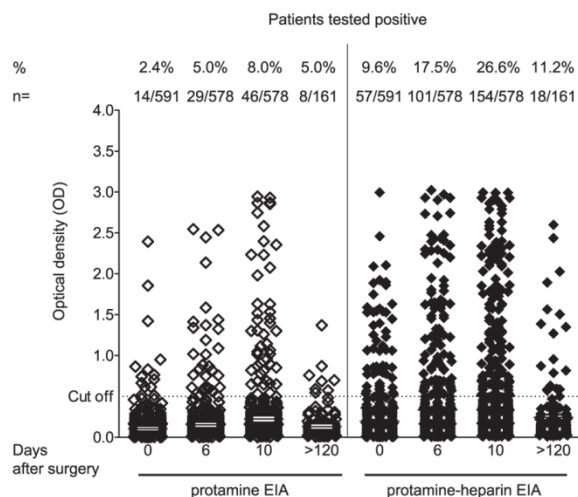 Patients tested positive
% 2.4% 5.0% 8.0% 5.0% 9.6% 17.5% 26.6% 11.2%
n= 14/591 29/578 46/578 8/161 57/591 101/578 154/578 18/161
Optical density (OD)
4.0
3.5
3.0
2.5
2.0
1.5
1.0
Cut off
0.0
Days 0 6 10 >120 0 6 10 >120
after surgery
protamine EIA protamine-heparin EIA